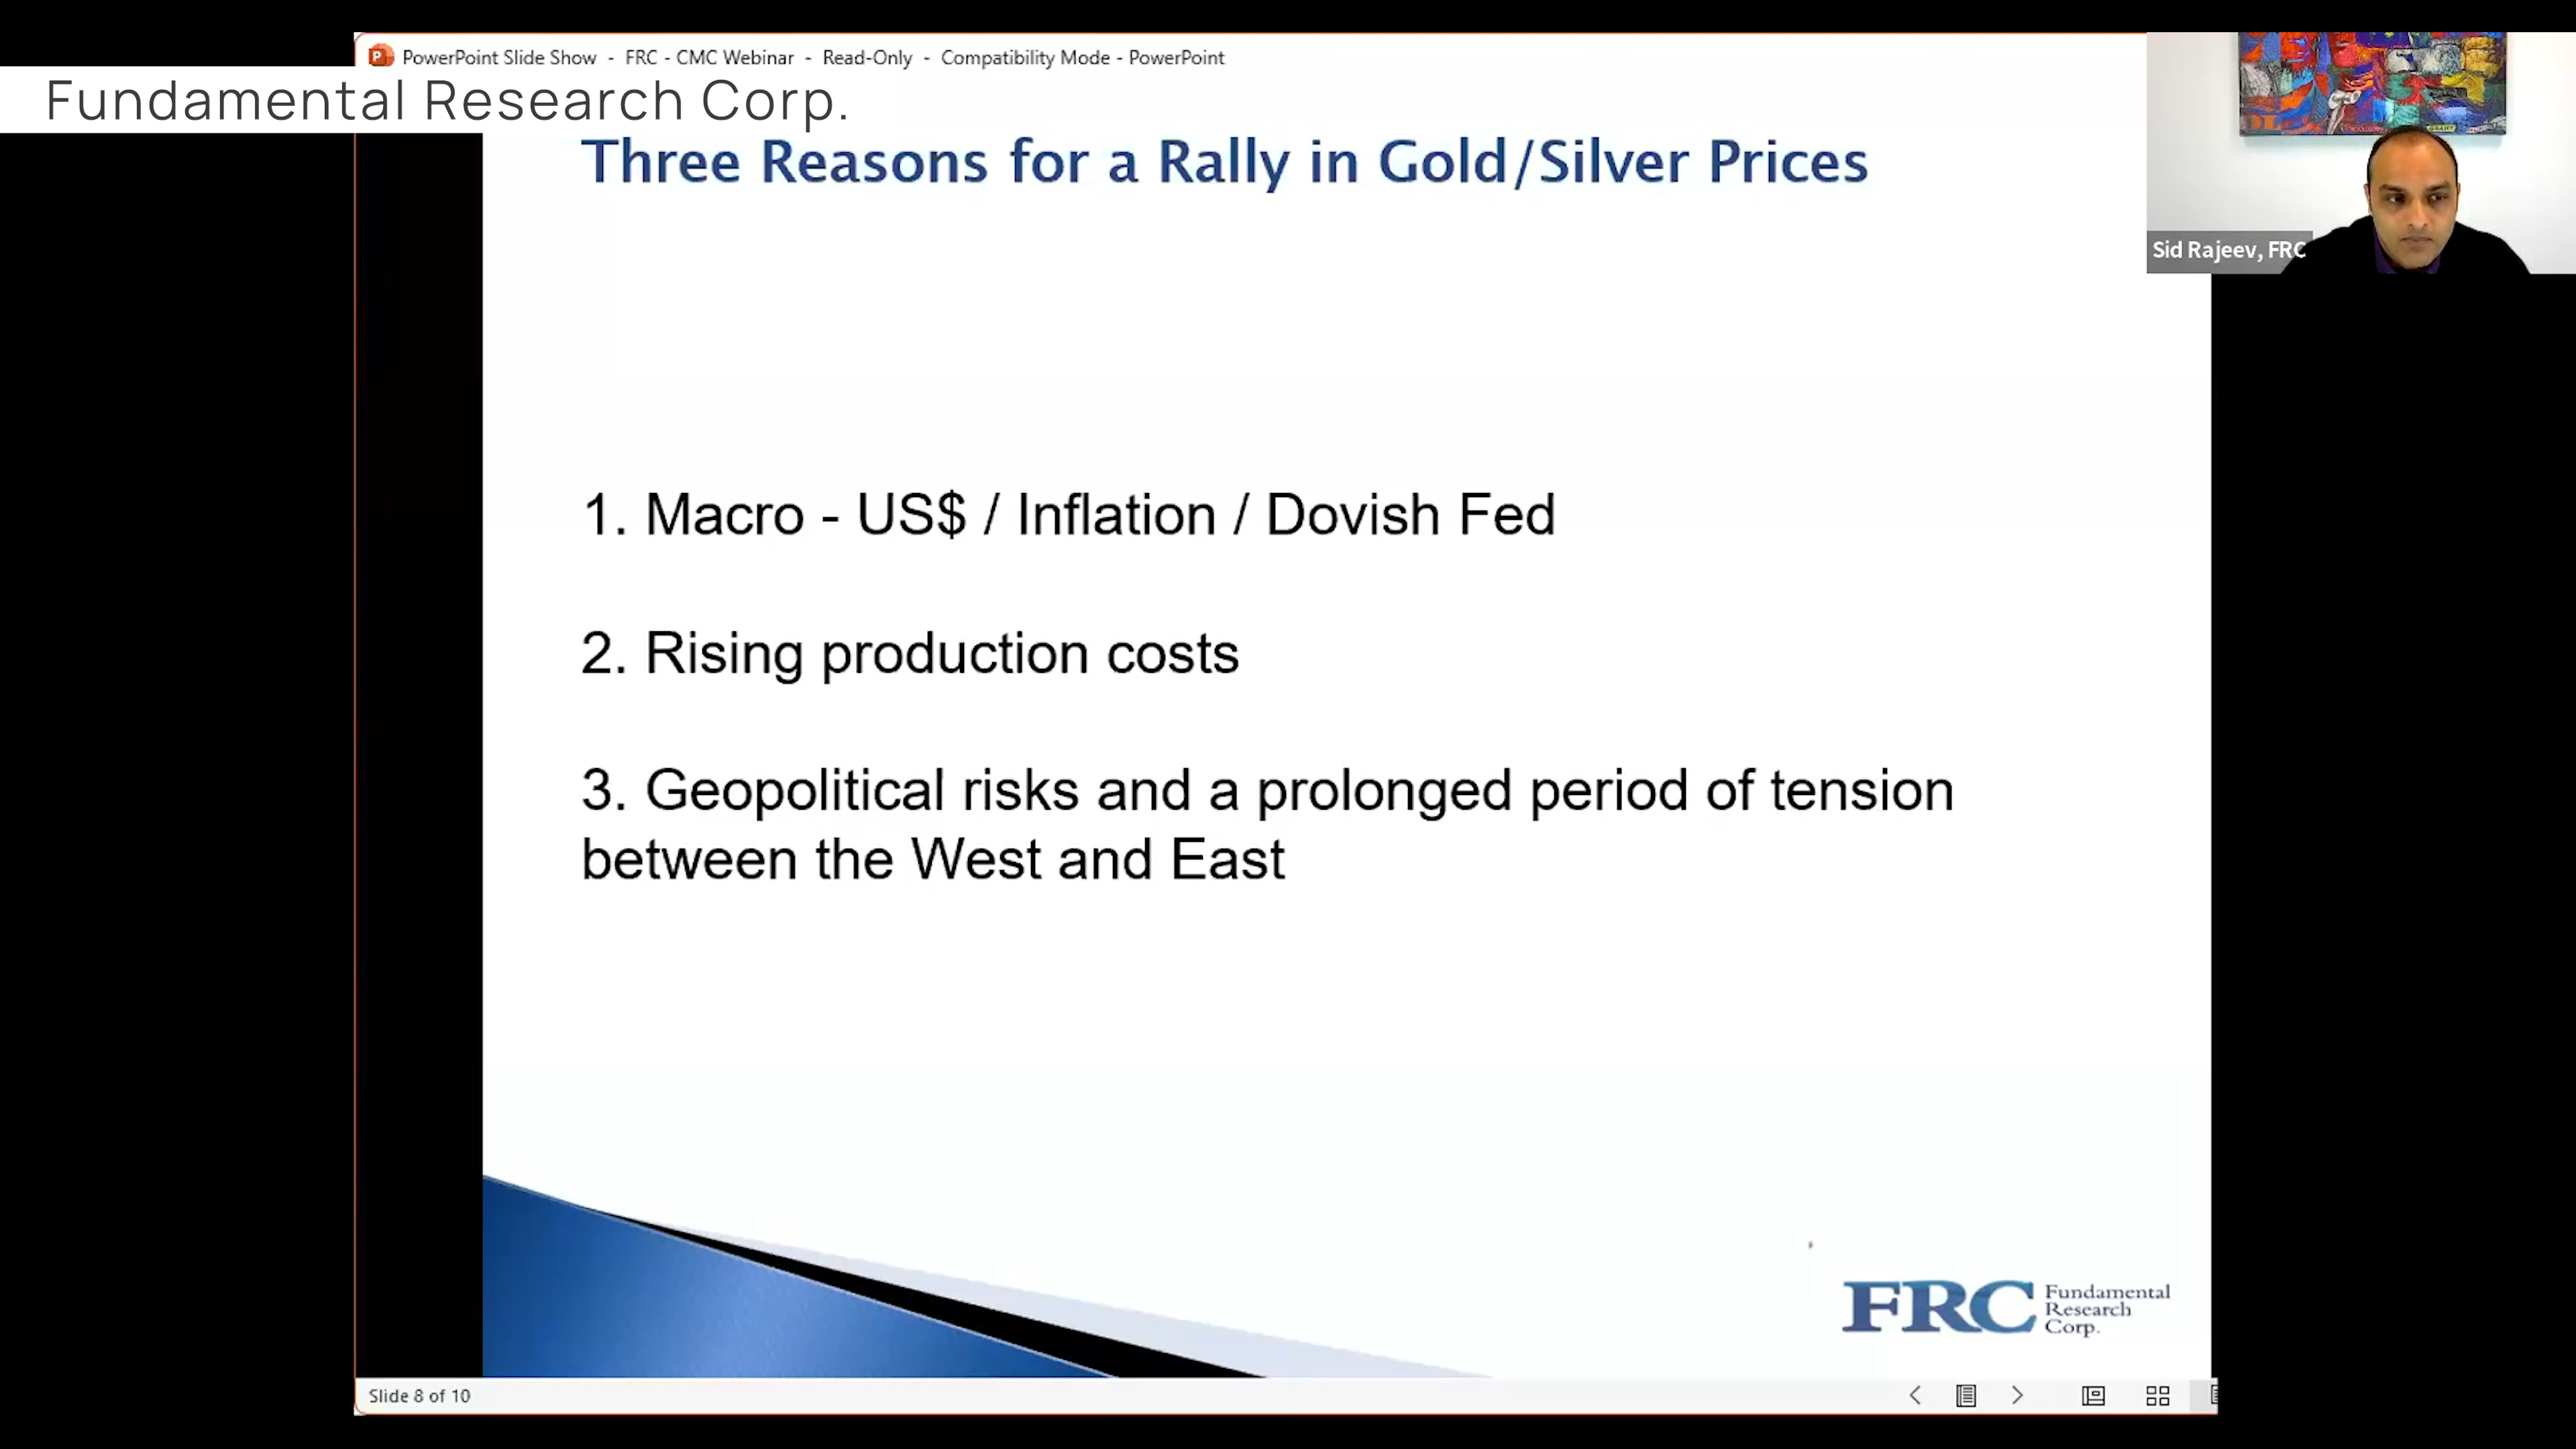 PowerPoint Slide Show - FRC - CMC Webinar - Read-Only - Compatibility Mode - PowerPoint
Fundamental Research Corp.
Three Reasons for a Rally in Gold/Silver Prices
Sid Rajeev, FRC
1. Macro - US$ / Inflation / Dovish Fed
2. Rising production costs
3. Geopolitical risks and a prolonged period of tension
between the West and East
FRC
Fundamental
Research
Corp.
Slide 8 of 10